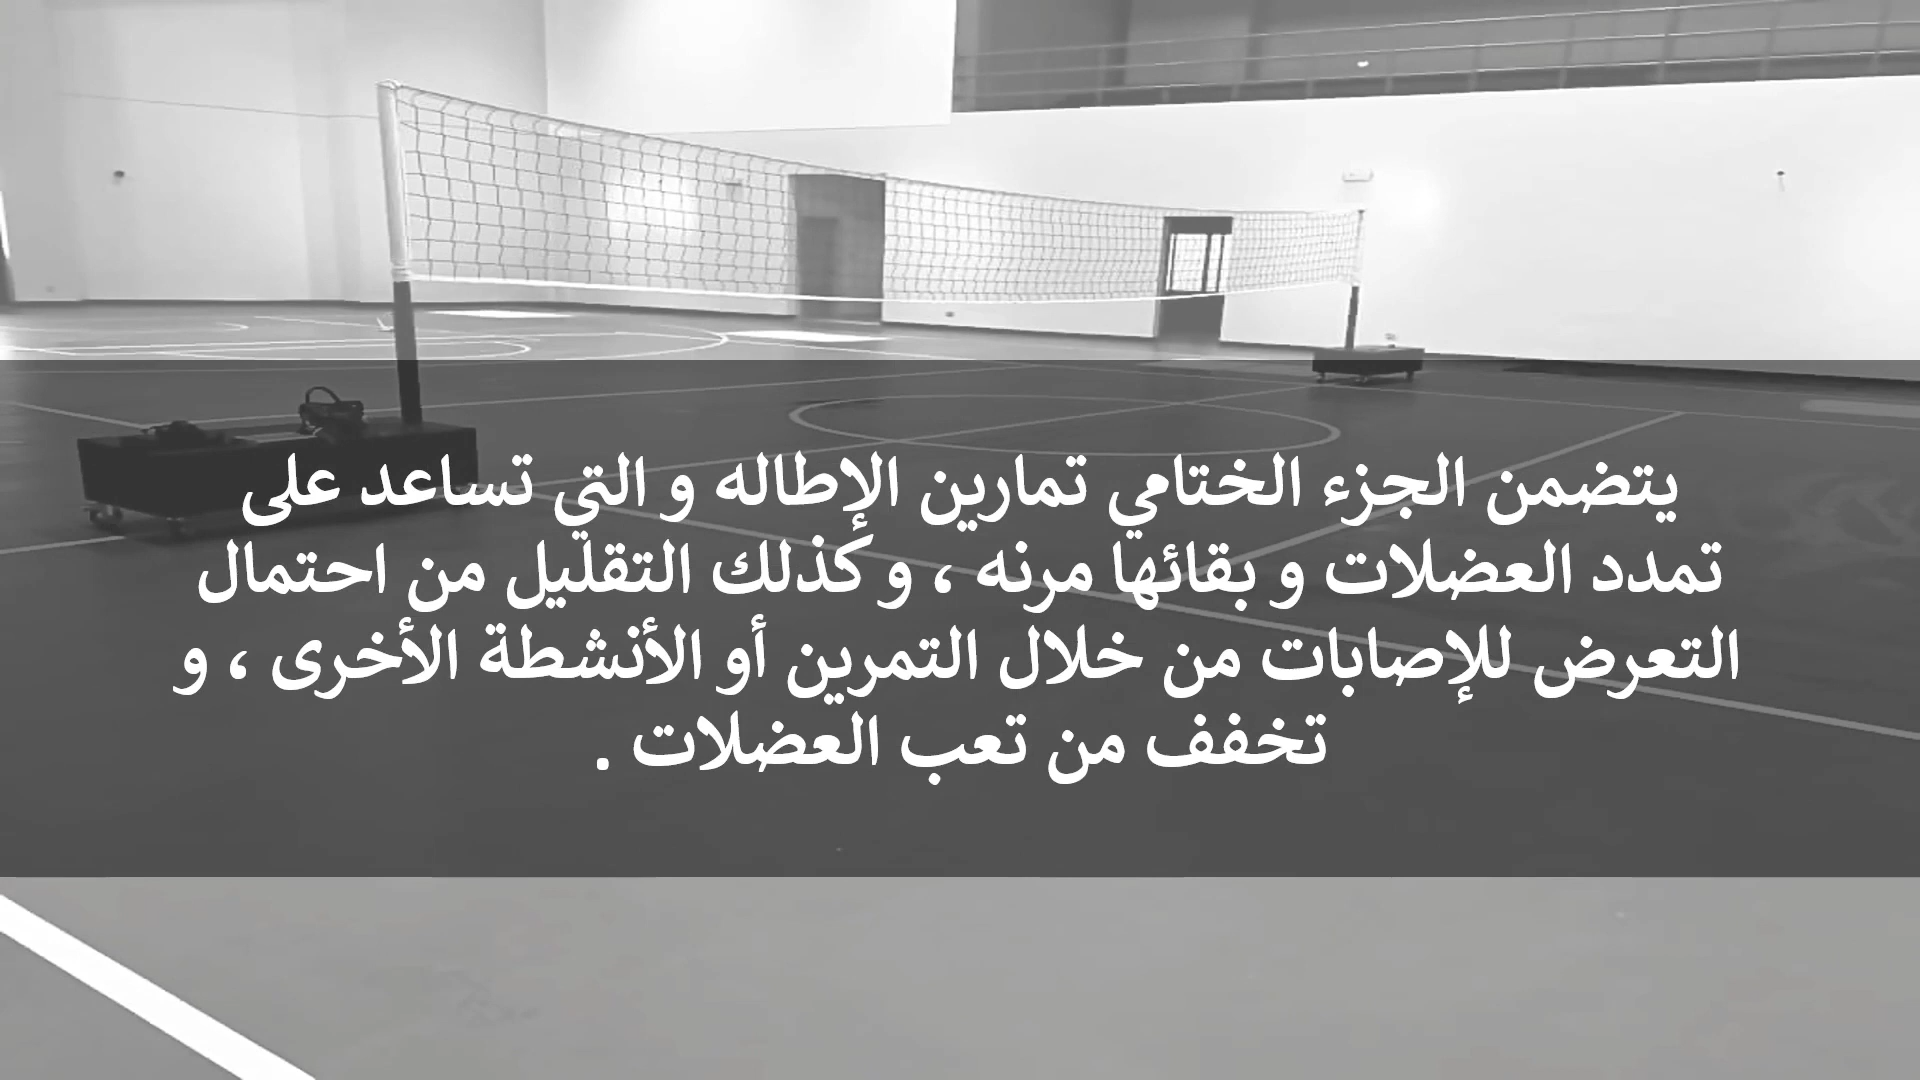 يتضمن الجزء الختامي تمارين الإطاله و التي تساعد على
تمدد العضلات و بقائها مرنه ، و كذلك التقليل من احتمال
التعرض للإصابات من خلال التمرين أو الأنشطة الأخرى ، و
تخفف من تعب العضلات .